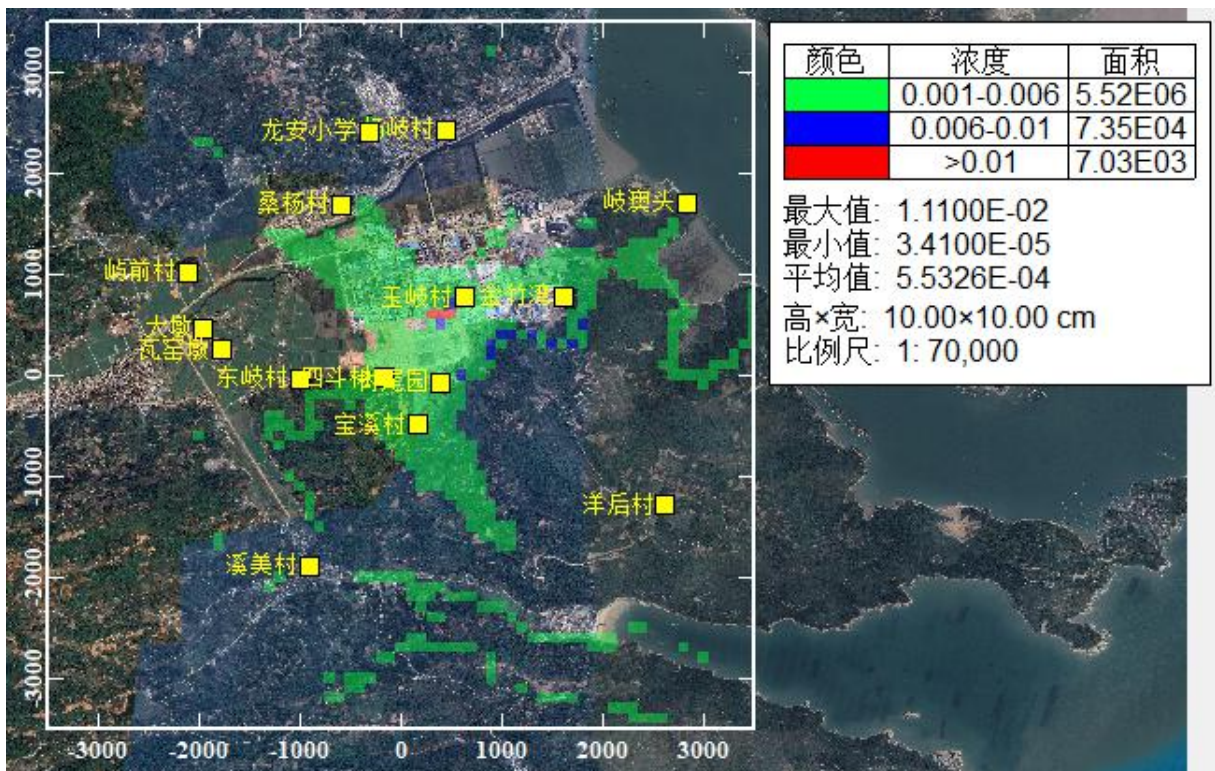 颜色 浓度 面积
0.001-0.006 5.52E06
0.006-0.01 7.35E04
>0.01 7.03E03
最大值: 1.1100E-02
最小值: 3.4100E-05
平均值: 5.5326E-04
高×宽: 10.00×10.00 cm
比例尺: 1: 70,000
龙安小学
岐村
桑杨村
岐澳头
屿前村
玉岐村
大墩
瓦窑墩
东岐村
四斗
园
宝溪村
洋后村
溪美村
3000
2000
1000
0
-1000
-2000
-3000
-3000 -2000 -1000 0 1000 2000 3000